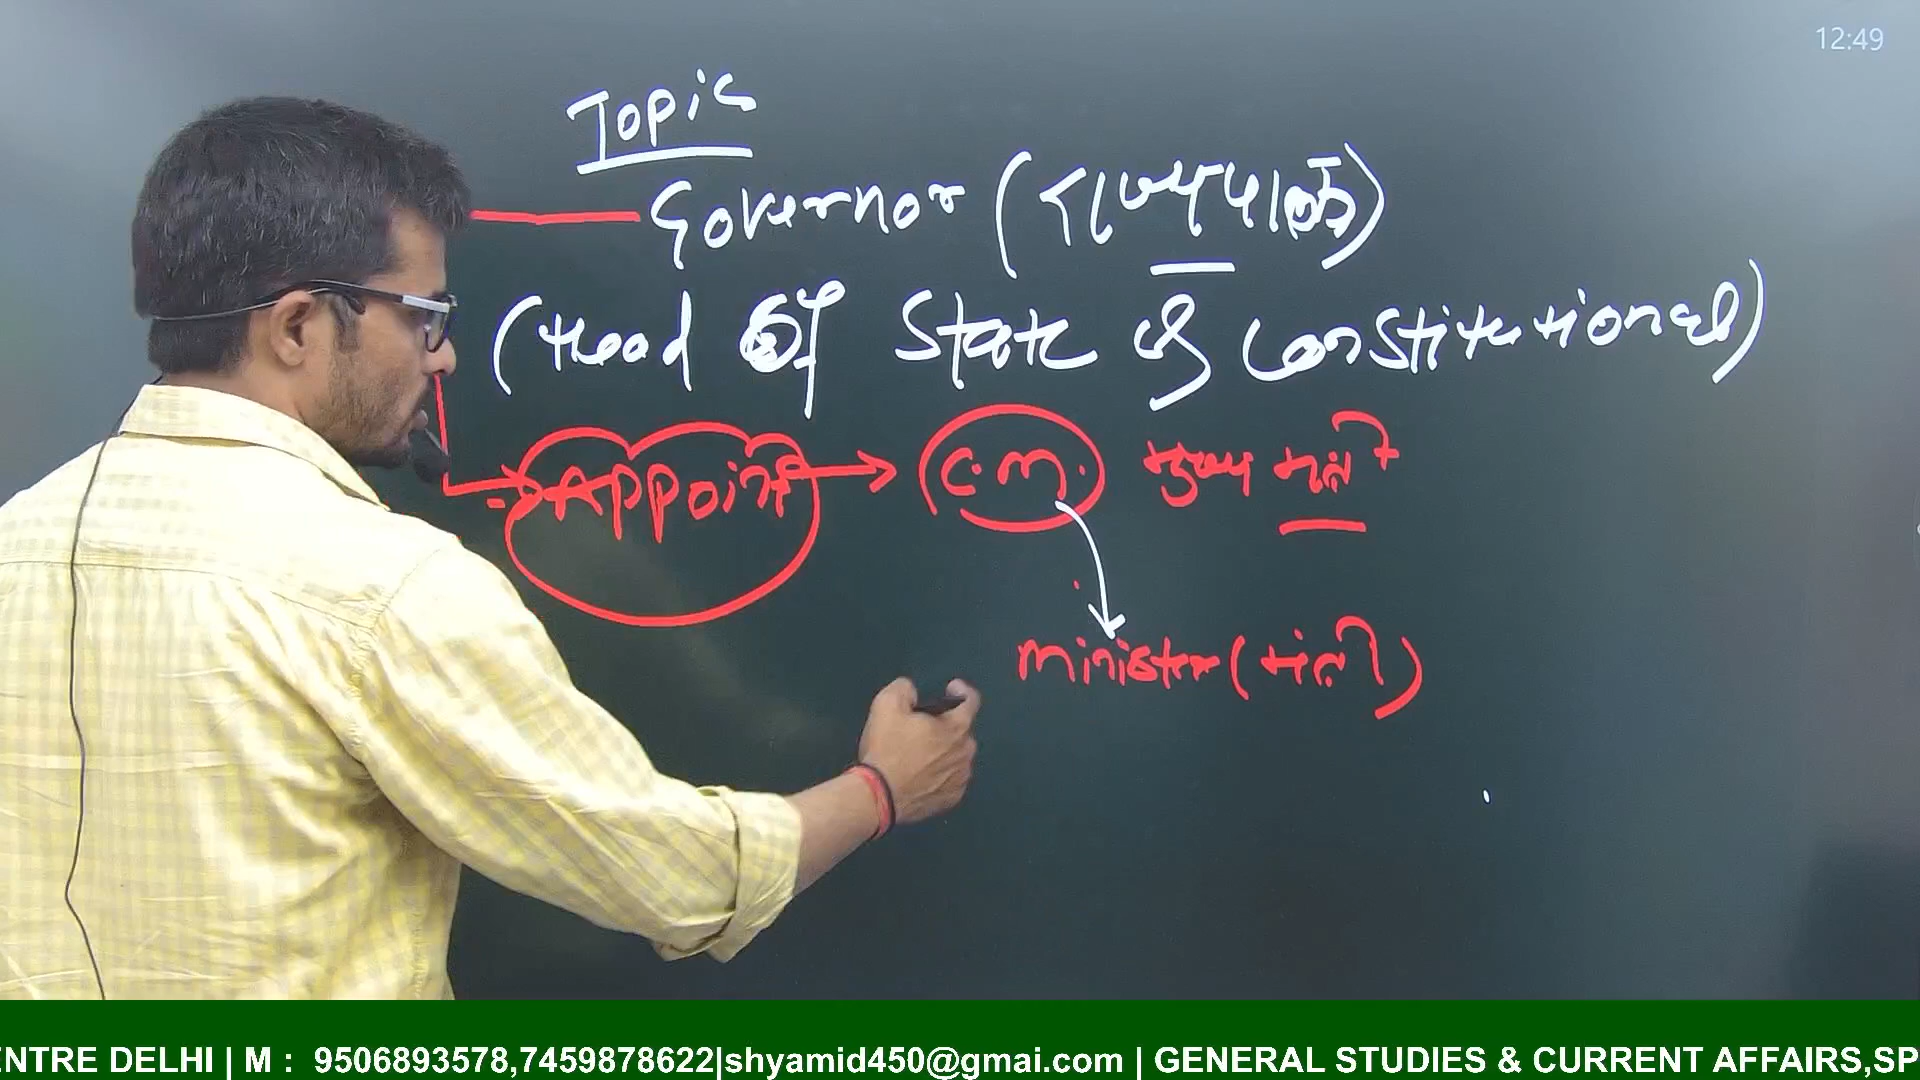 12:49
Topic
Governor (राज्यपाल)
(Head of State & Constitutional)
Appoint → C.M. मुख्य मंत्री
minister (मंत्री)
ENTRE DELHI | M : 9506893578,7459878622|shyamid450@gmai.com | GENERAL STUDIES & CURRENT AFFAIRS,SP